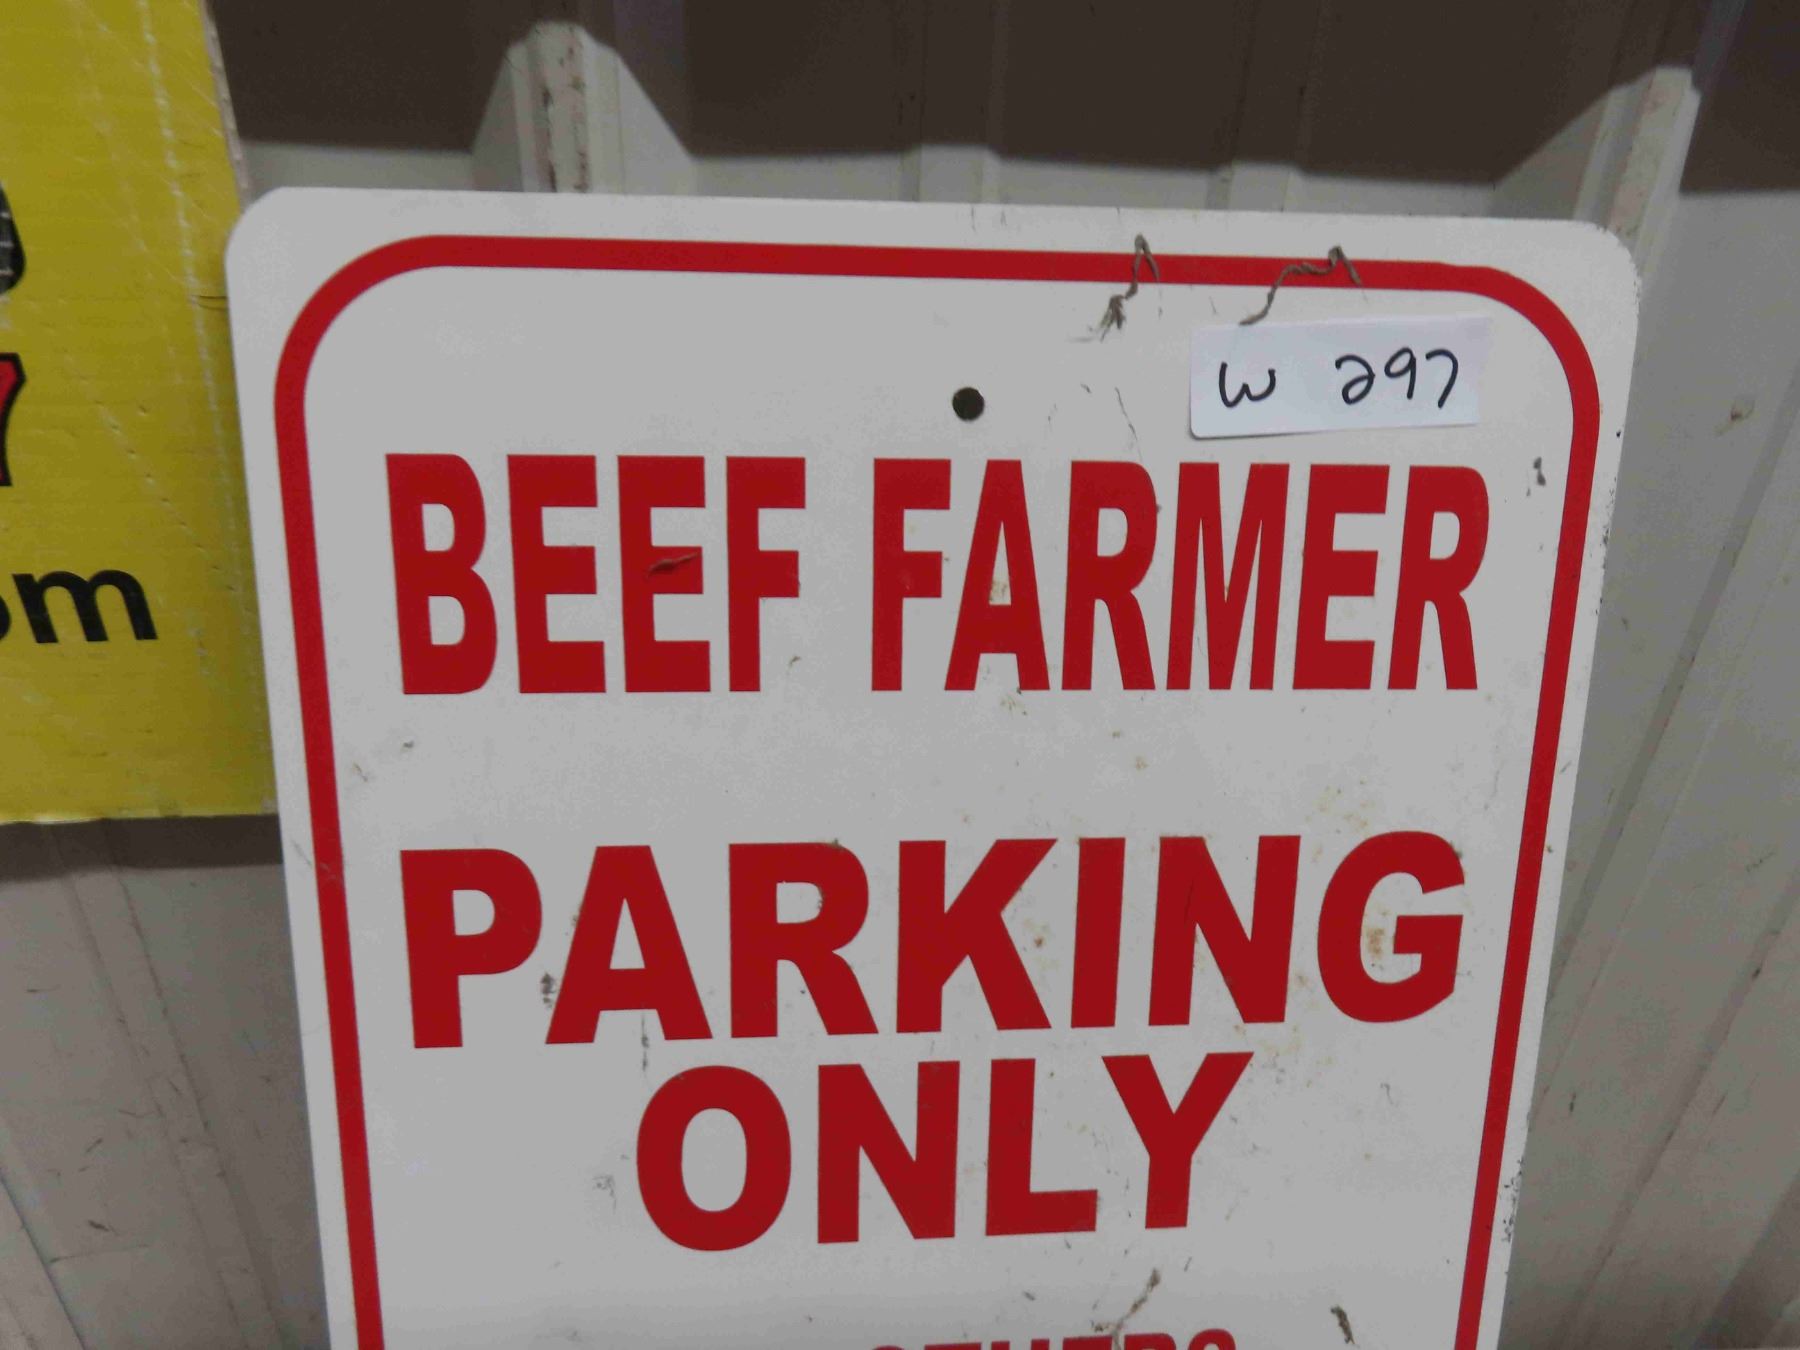 W 297
BEEF FARMER
PARKING
ONLY